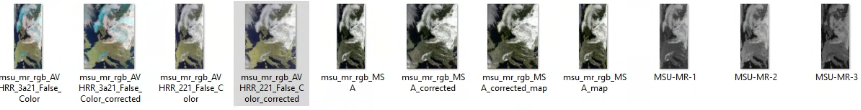 msu_mr_rgb_AV
HRR_3a21_False_
Color
msu_mr_rgb_AV
HRR_3a21_False_
Color_corrected
msu_mr_rgb_AV
HRR_221_False_C
olor
msu_mr_rgb_AV
HRR_221_False_C
olor_corrected
msu_mr_rgb_MS
A
msu_mr_rgb_MS
A_corrected
msu_mr_rgb_MS
A_corrected_map
msu_mr_rgb_MS
A_map
MSU-MR-1
MSU-MR-2
MSU-MR-3